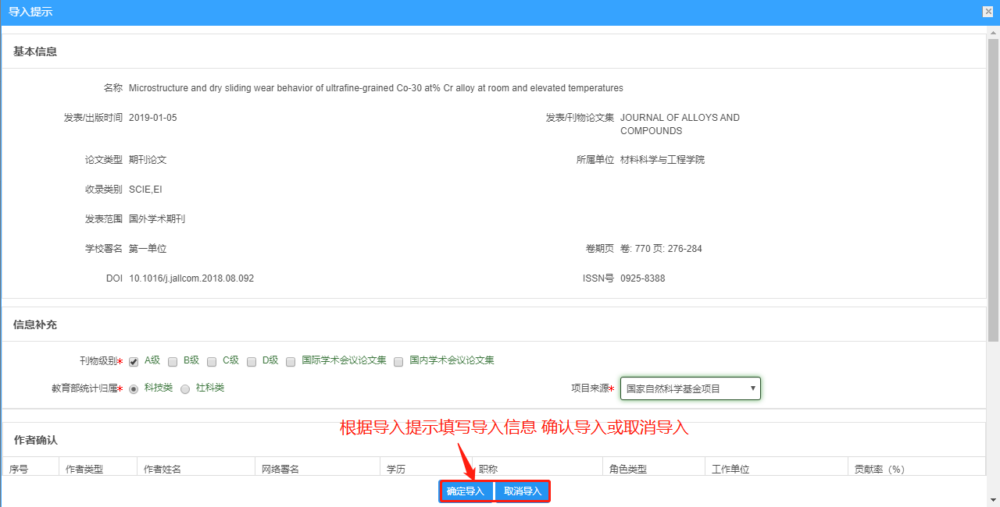 导入提示
基本信息
名称 Microstructure and dry sliding wear behavior of ultrafine-grained Co-30 at% Cr alloy at room and elevated temperatures
发表/出版时间 2019-01-05 发表/刊物论文集 JOURNAL OF ALLOYS AND
COMPOUNDS
论文类型 期刊论文 所属单位 材料科学与工程学院
收录类别 SCIE,EI
发表范围 国外学术期刊
学校署名 第一单位 卷期页 卷: 770 页: 276-284
DOI 10.1016/j.jallcom.2018.08.092 ISSN号 0925-8388
信息补充
刊物级别* A级 B级 C级 D级 国际学术会议论文集 国内学术会议论文集
教育部统计归属* 科技类 社科类 项目来源* 国家自然科学基金项目
根据导入提示填写导入信息 确认导入或取消导入
作者确认
序号 作者类型 作者姓名 网络署名 学历 职称 角色类型 工作单位 贡献率（%）
确定导入 取消导入